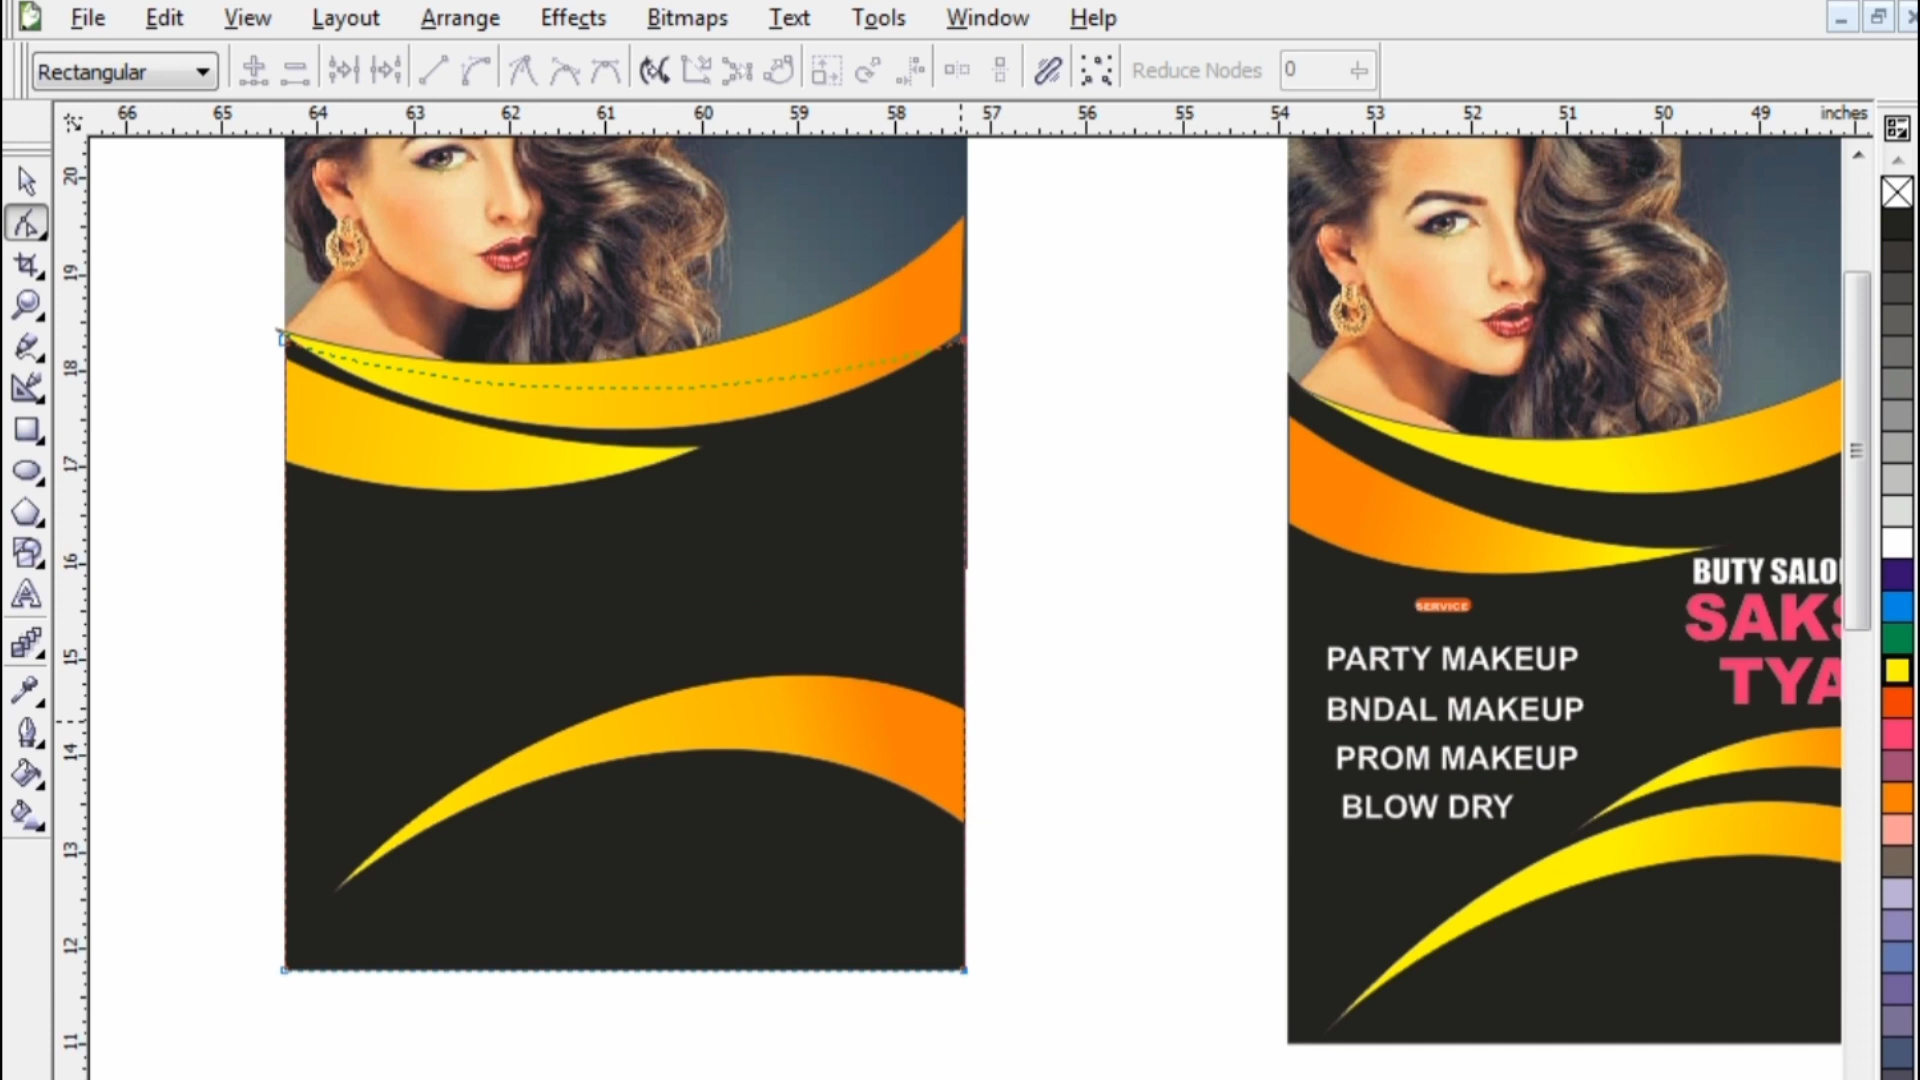 File Edit View Layout Arrange Effects Bitmaps Text Tools Window Help
Rectangular Reduce Nodes 0
66 65 64 63 62 61 60 59 58 57 56 55 54 53 52 51 50 49 inches
20
19
18
17
16
15
14
13
12
11
BUTY SALO
SAKS
TYA
SERVICE
PARTY MAKEUP
BNDAL MAKEUP
PROM MAKEUP
BLOW DRY